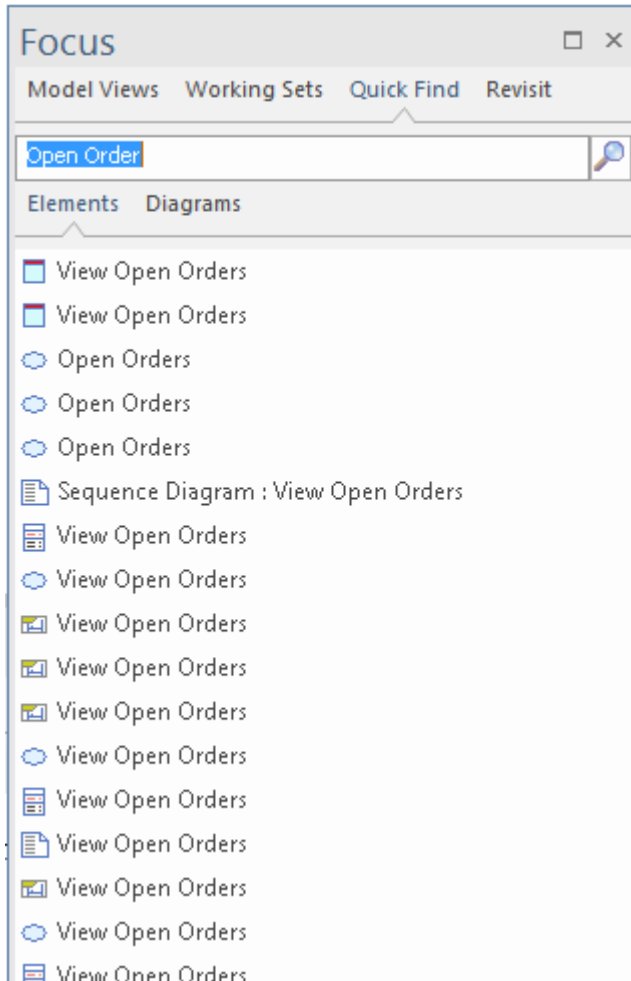 Focus
Model Views Working Sets Quick Find Revisit
Open Order
Elements Diagrams
View Open Orders
View Open Orders
Open Orders
Open Orders
Open Orders
Sequence Diagram : View Open Orders
View Open Orders
View Open Orders
View Open Orders
View Open Orders
View Open Orders
View Open Orders
View Open Orders
View Open Orders
View Open Orders
View Open Orders
View Open Orders